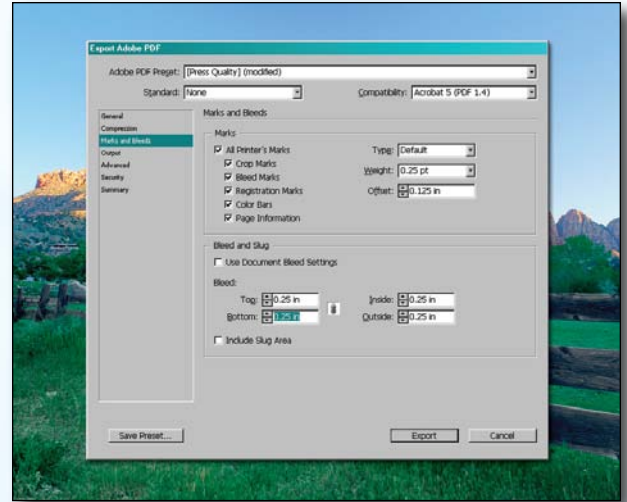 Export Adobe PDF
Adobe PDF Preset: [Press Quality] (modified)
Standard: None Compatibility: Acrobat 5 (PDF 1.4)
General
Compression
Marks and Bleeds
Output
Advanced
Security
Summary
Marks and Bleeds
Marks
All Printer's Marks Type: Default
Crop Marks Weight: 0.25 pt
Bleed Marks Offset: 0.125 in
Registration Marks
Color Bars
Page Information
Bleed and Slug
Use Document Bleed Settings
Bleed:
Top: 0.25 in Inside: 0.25 in
Bottom: 0.25 in Outside: 0.25 in
Include Slug Area
Save Preset... Export Cancel